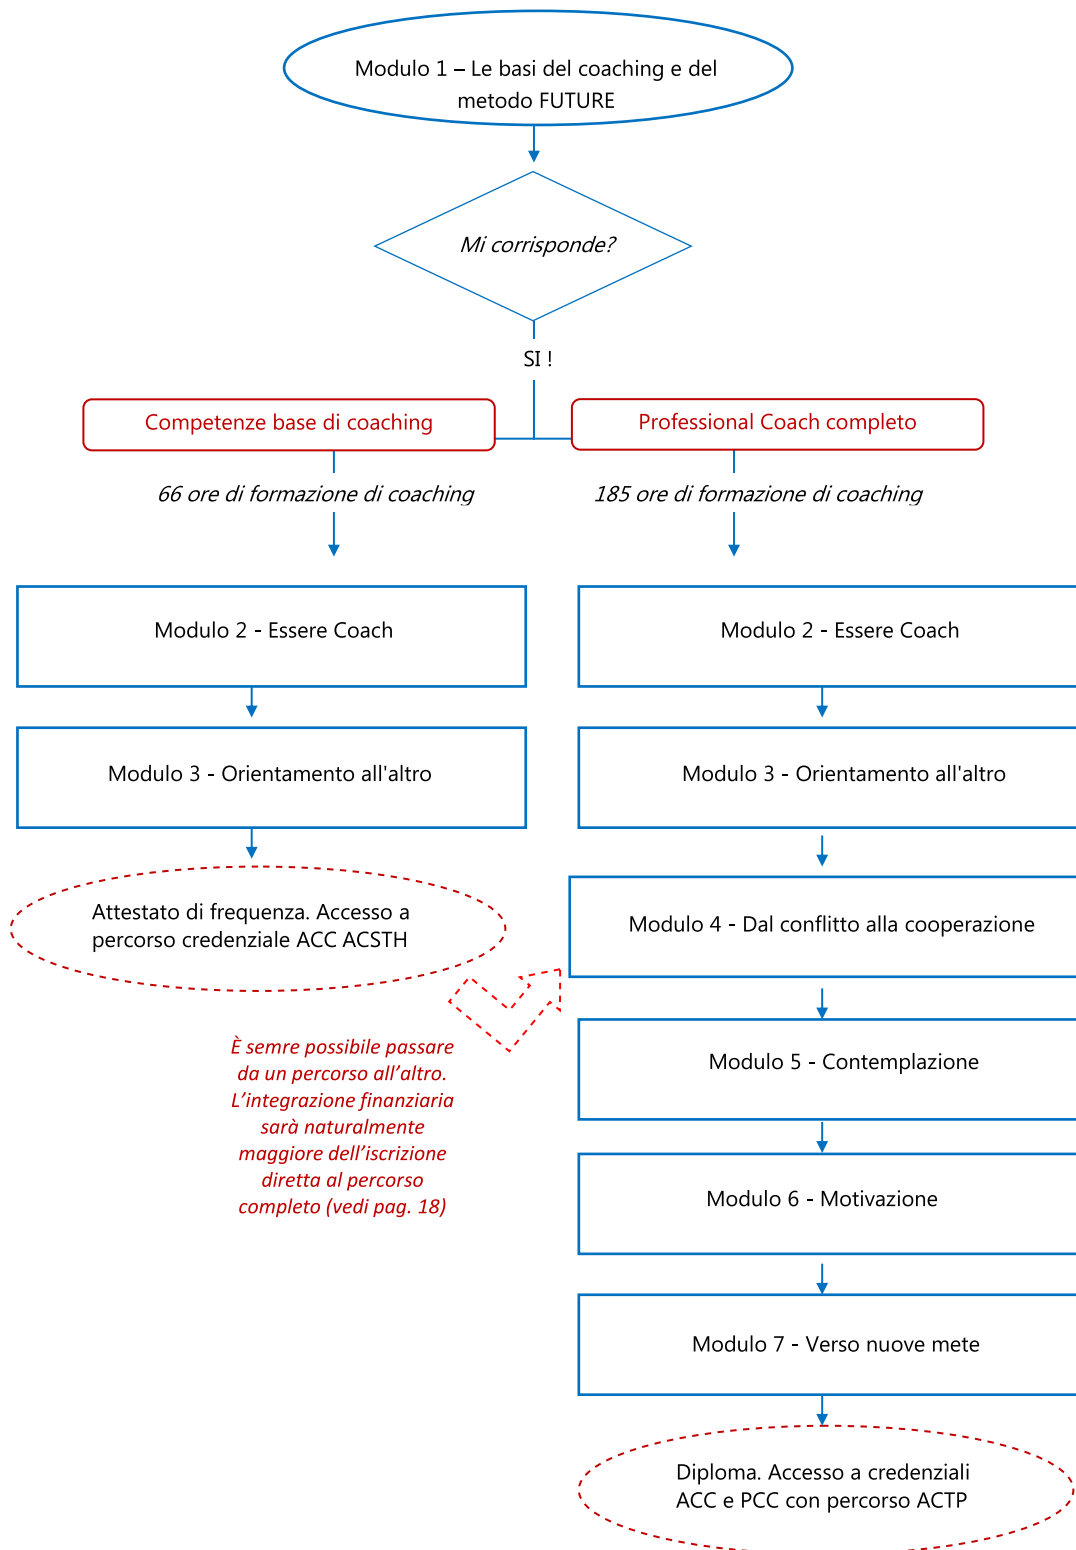 Modulo 1 – Le basi del coaching e del
metodo FUTURE
Mi corrisponde?
SI !
Competenze base di coaching
Professional Coach completo
66 ore di formazione di coaching
185 ore di formazione di coaching
Modulo 2 - Essere Coach
Modulo 2 - Essere Coach
Modulo 3 - Orientamento all'altro
Modulo 3 - Orientamento all'altro
Attestato di frequenza. Accesso a
percorso credenziale ACC ACSTH
Modulo 4 - Dal conflitto alla cooperazione
È semre possibile passare
da un percorso all’altro.
L’integrazione finanziaria
sarà naturalmente
maggiore dell’iscrizione
diretta al percorso
completo (vedi pag. 18)
Modulo 5 - Contemplazione
Modulo 6 - Motivazione
Modulo 7 - Verso nuove mete
Diploma. Accesso a credenziali
ACC e PCC con percorso ACTP